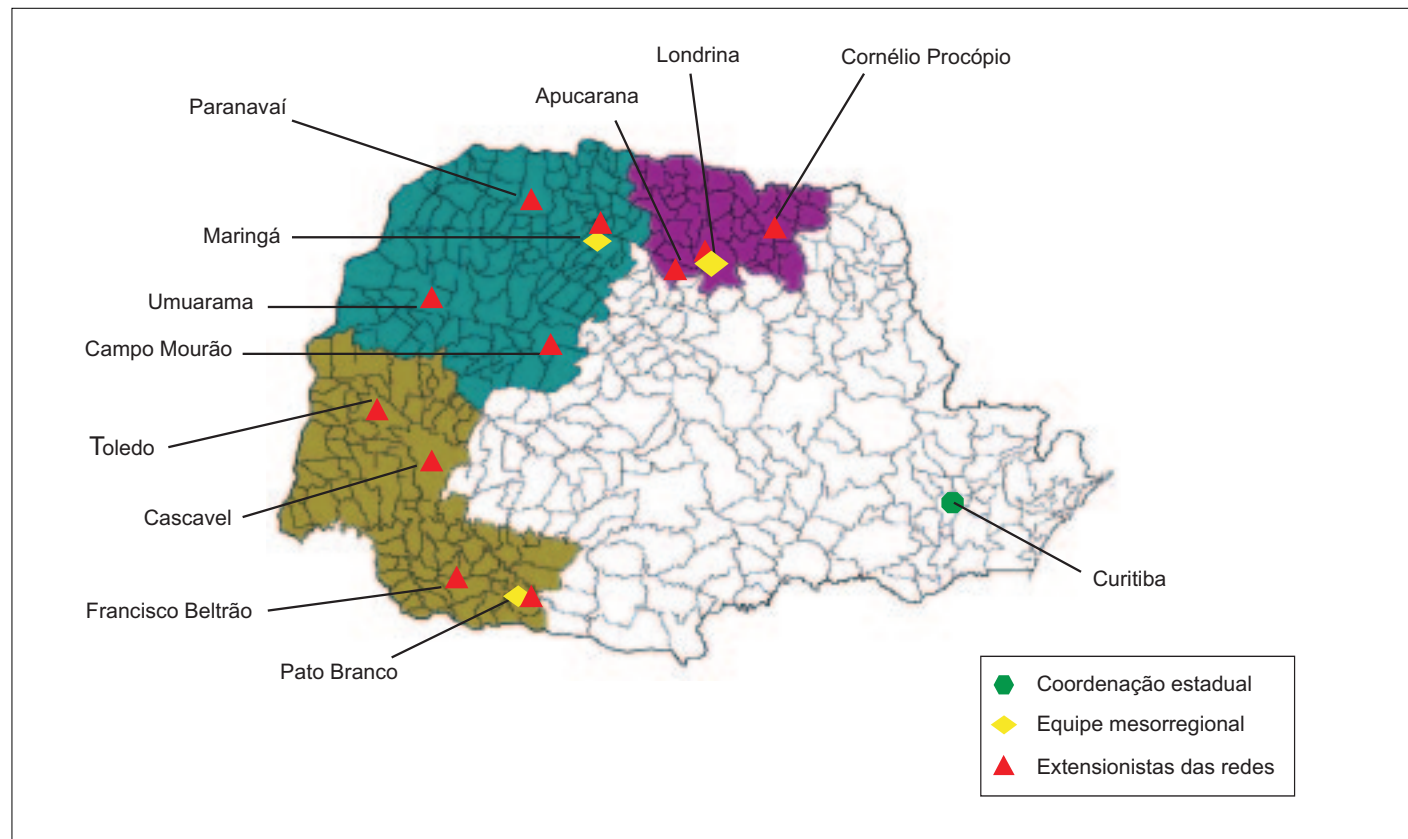 Londrina
Cornélio Procópio
Apucarana
Paranavaí
Maringá
Umuarama
Campo Mourão
Toledo
Cascavel
Curitiba
Francisco Beltrão
Pato Branco
Coordenação estadual
Equipe mesorregional
Extensionistas das redes